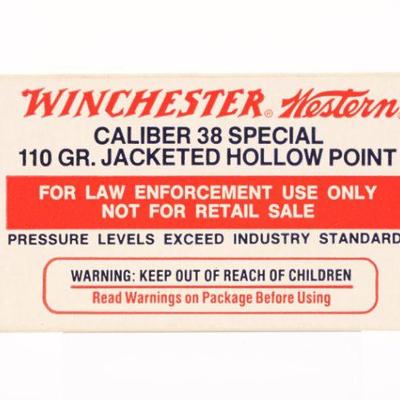 WINCHESTER® Western
CALIBER 38 SPECIAL
110 GR. JACKETED HOLLOW POINT
FOR LAW ENFORCEMENT USE ONLY
NOT FOR RETAIL SALE
PRESSURE LEVELS EXCEED INDUSTRY STANDARD
WARNING: KEEP OUT OF REACH OF CHILDREN
Read Warnings on Package Before Using